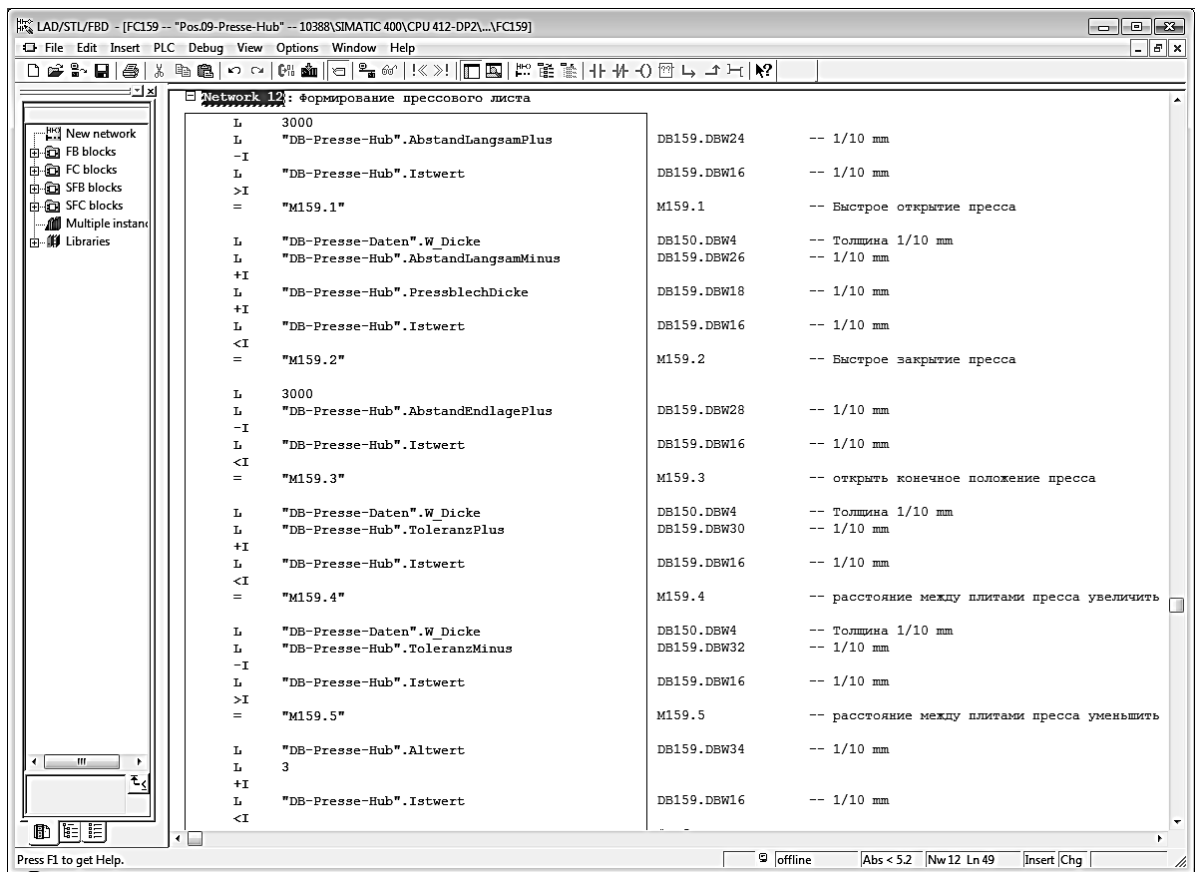 LAD/STL/FBD - [FC159 -- "Pos.09-Presse-Hub" -- 10388\SIMATIC 400\CPU 412-DP2\...\FC159]
File Edit Insert PLC Debug View Options Window Help
New network
FB blocks
FC blocks
SFB blocks
SFC blocks
Multiple instanc
Libraries
Network 12: Формирование прессового листа
L 3000
L "DB-Presse-Hub".AbstandLangsamPlus DB159.DBW24 -- 1/10 mm
-I
L "DB-Presse-Hub".Istwert DB159.DBW16 -- 1/10 mm
>I
= "M159.1" M159.1 -- Быстрое открытие пресса
L "DB-Presse-Daten".W_Dicke DB150.DBW4 -- Толщина 1/10 mm
L "DB-Presse-Hub".AbstandLangsamMinus DB159.DBW26 -- 1/10 mm
+I
L "DB-Presse-Hub".PressblechDicke DB159.DBW18 -- 1/10 mm
+I
L "DB-Presse-Hub".Istwert DB159.DBW16 -- 1/10 mm
<I
= "M159.2" M159.2 -- Быстрое закрытие пресса
L 3000
L "DB-Presse-Hub".AbstandEndlagePlus DB159.DBW28 -- 1/10 mm
-I
L "DB-Presse-Hub".Istwert DB159.DBW16 -- 1/10 mm
<I
= "M159.3" M159.3 -- открыть конечное положение пресса
L "DB-Presse-Daten".W_Dicke DB150.DBW4 -- Толщина 1/10 mm
L "DB-Presse-Hub".ToleranzPlus DB159.DBW30 -- 1/10 mm
+I
L "DB-Presse-Hub".Istwert DB159.DBW16 -- 1/10 mm
<I
= "M159.4" M159.4 -- расстояние между плитами пресса увеличить
L "DB-Presse-Daten".W_Dicke DB150.DBW4 -- Толщина 1/10 mm
L "DB-Presse-Hub".ToleranzMinus DB159.DBW32 -- 1/10 mm
-I
L "DB-Presse-Hub".Istwert DB159.DBW16 -- 1/10 mm
>I
= "M159.5" M159.5 -- расстояние между плитами пресса уменьшить
L "DB-Presse-Hub".Altwert DB159.DBW34 -- 1/10 mm
L 3
+I
L "DB-Presse-Hub".Istwert DB159.DBW16 -- 1/10 mm
<I
Press F1 to get Help. offline Abs < 5.2 Nw 12 Ln 49 Insert Chg